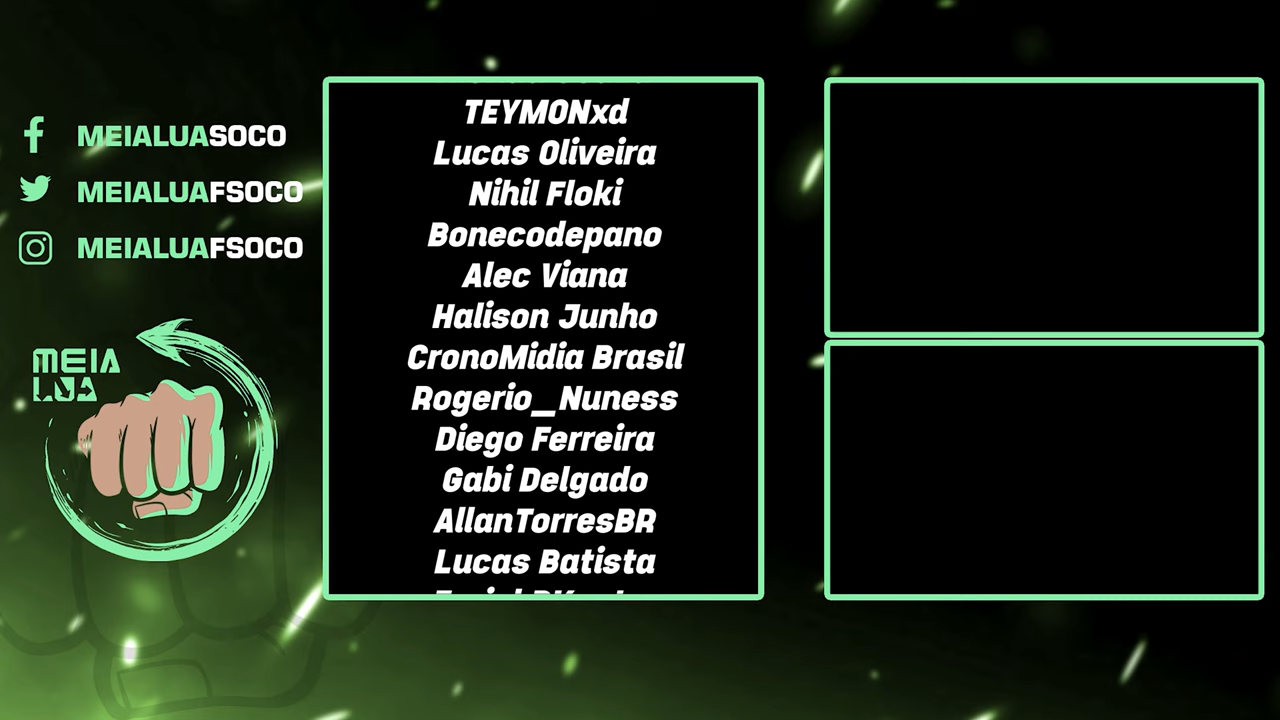 MEIALUASOCO
MEIALUAFSOCO
MEIALUAFSOCO
MEIA
LUA
TEYMONxd
Lucas Oliveira
Nihil Floki
Bonecodepano
Alec Viana
Halison Junho
CronoMidia Brasil
Rogerio_Nuness
Diego Ferreira
Gabi Delgado
AllanTorresBR
Lucas Batista